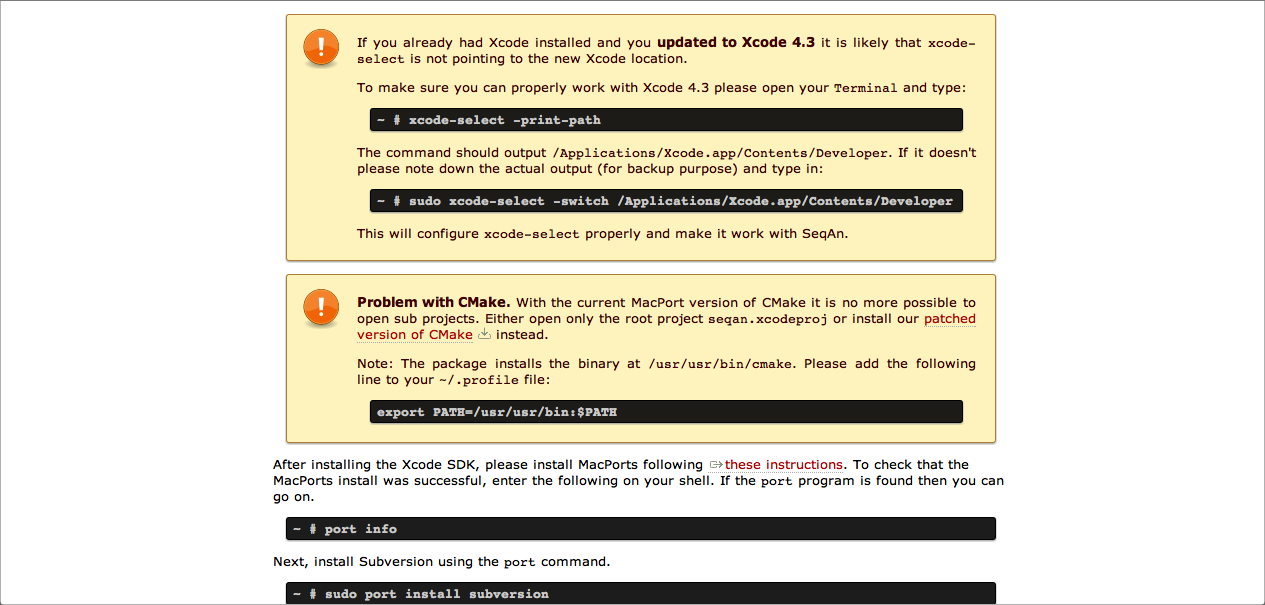 If you already had Xcode installed and you updated to Xcode 4.3 it is likely that xcode-
select is not pointing to the new Xcode location.
To make sure you can properly work with Xcode 4.3 please open your Terminal and type:
~ # xcode-select -print-path
The command should output /Applications/Xcode.app/Contents/Developer. If it doesn't
please note down the actual output (for backup purpose) and type in:
~ # sudo xcode-select -switch /Applications/Xcode.app/Contents/Developer
This will configure xcode-select properly and make it work with SeqAn.
Problem with CMake. With the current MacPort version of CMake it is no more possible to
open sub projects. Either open only the root project seqan.xcodeproj or install our patched
version of CMake instead.
Note: The package installs the binary at /usr/usr/bin/cmake. Please add the following
line to your ~/.profile file:
export PATH=/usr/usr/bin:$PATH
After installing the Xcode SDK, please install MacPorts following these instructions. To check that the
MacPorts install was successful, enter the following on your shell. If the port program is found then you can
go on.
~ # port info
Next, install Subversion using the port command.
~ # sudo port install subversion